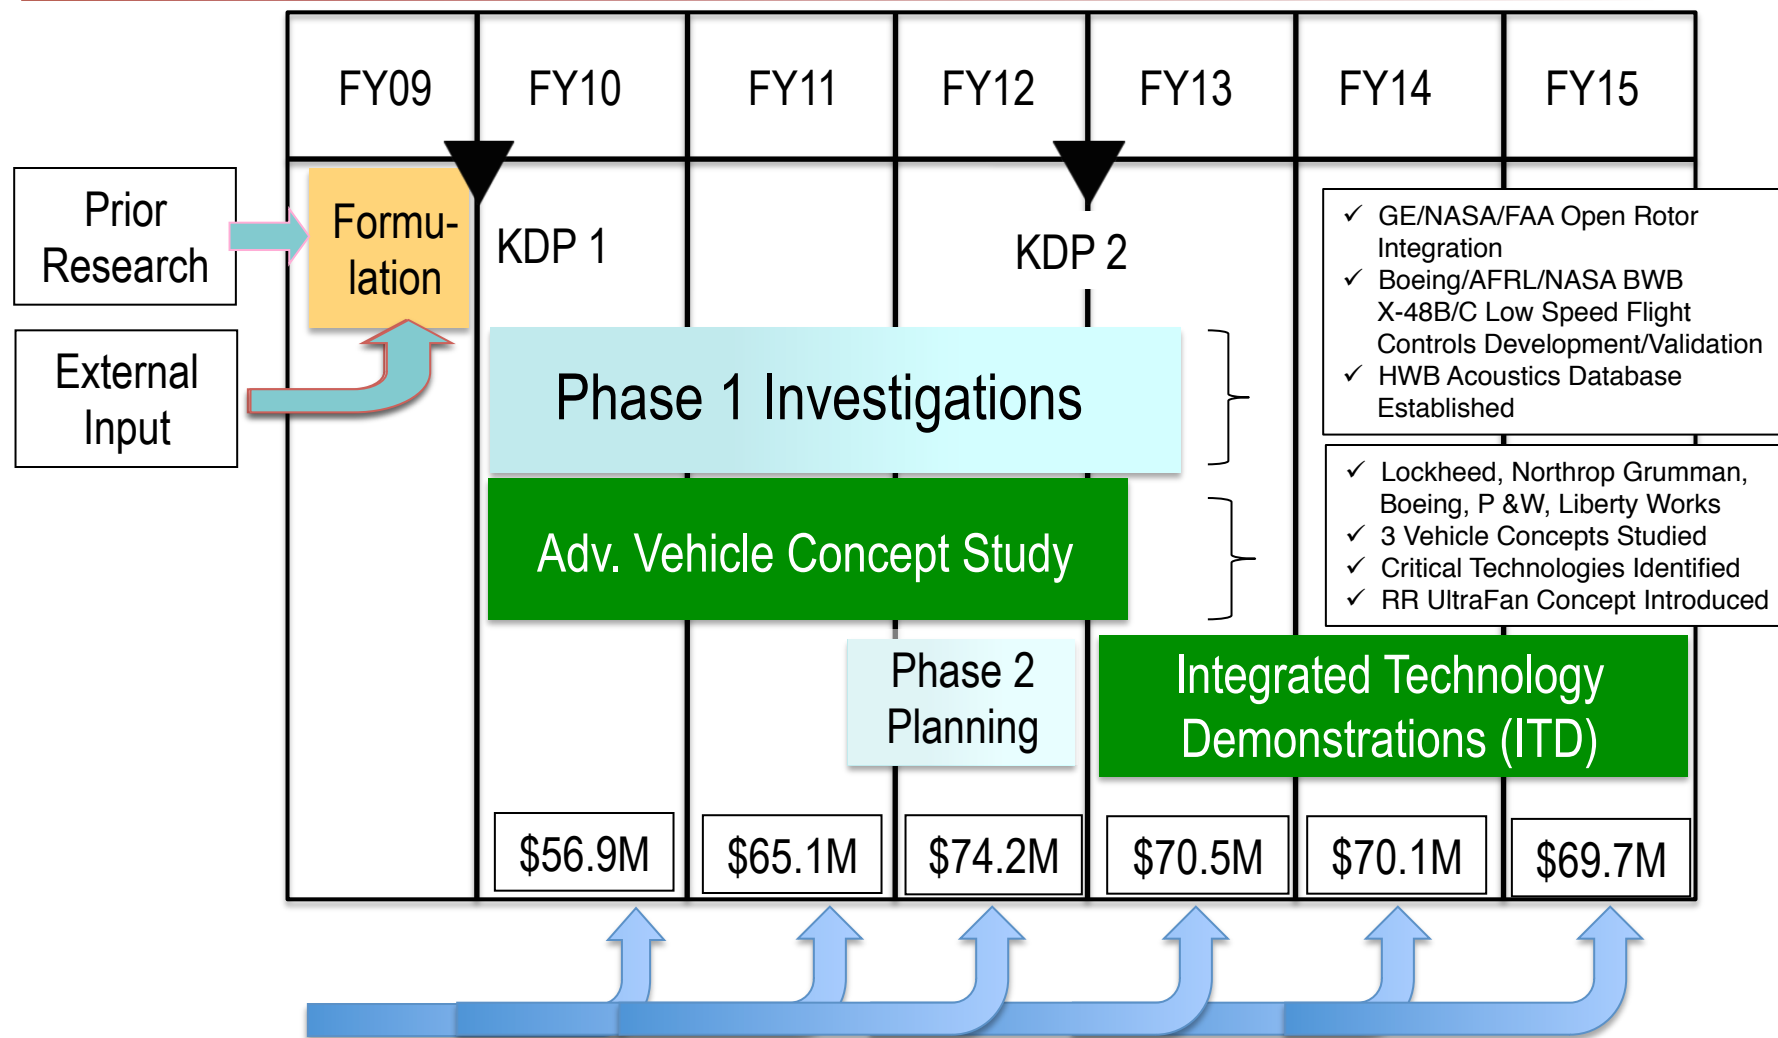 FY09 FY10 FY11 FY12 FY13 FY14 FY15
Prior
Research
External
Input
Formu-
lation
KDP 1
KDP 2
✓ GE/NASA/FAA Open Rotor
Integration
✓ Boeing/AFRL/NASA BWB
X-48B/C Low Speed Flight
Controls Development/Validation
✓ HWB Acoustics Database
Established
Phase 1 Investigations
✓ Lockheed, Northrop Grumman,
Boeing, P &W, Liberty Works
✓ 3 Vehicle Concepts Studied
✓ Critical Technologies Identified
✓ RR UltraFan Concept Introduced
Adv. Vehicle Concept Study
Phase 2
Planning
Integrated Technology
Demonstrations (ITD)
$56.9M $65.1M $74.2M $70.5M $70.1M $69.7M